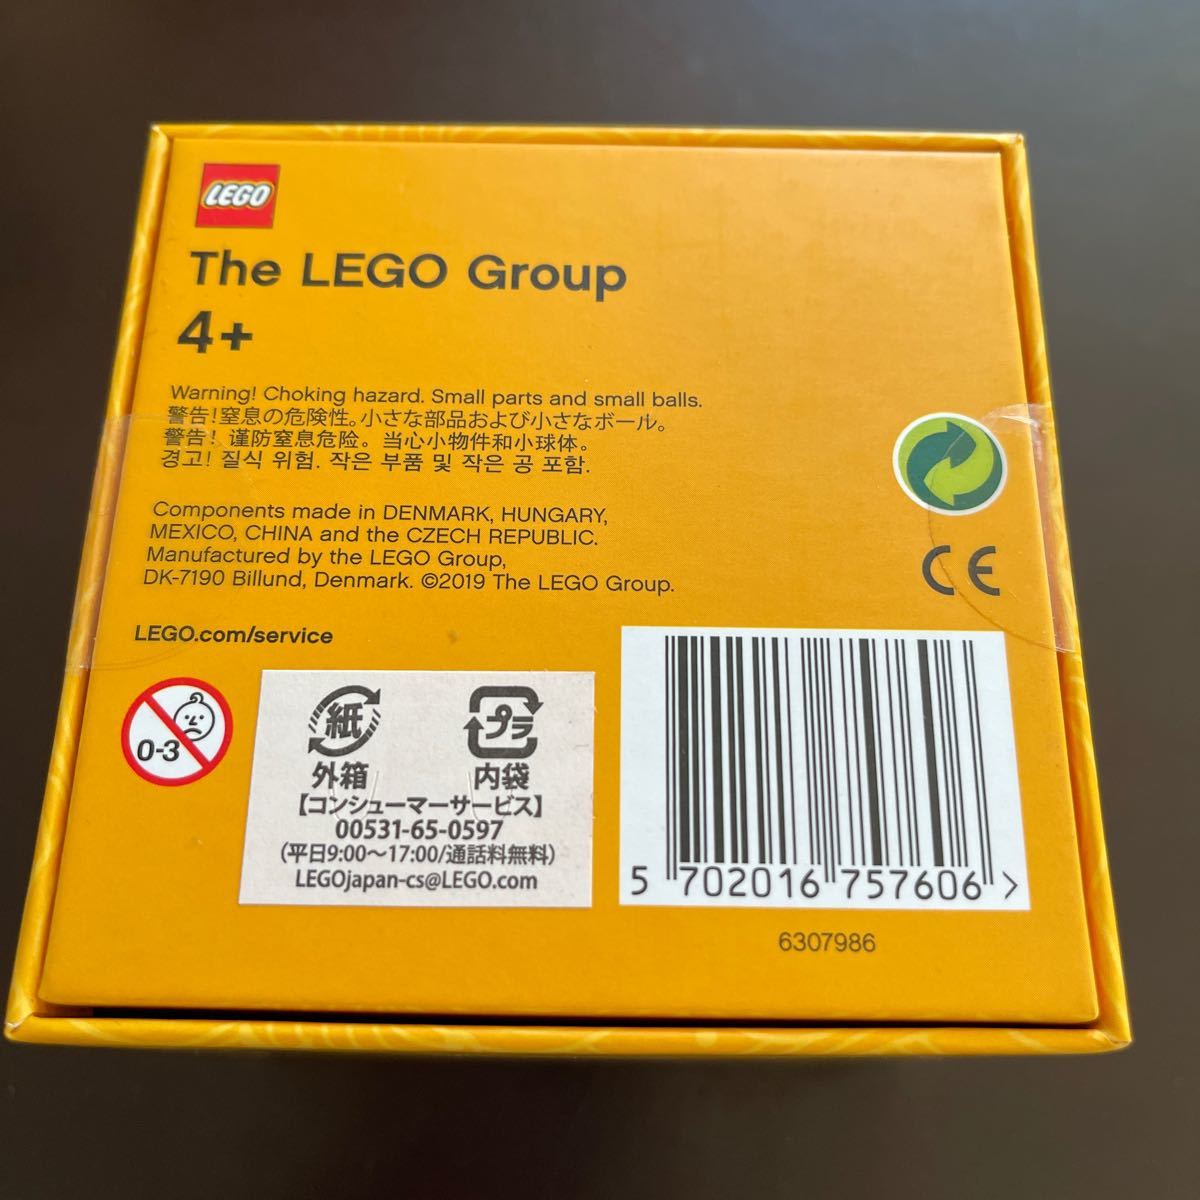 LEGO
The LEGO Group
4+
Warning! Choking hazard. Small parts and small balls.
警告!窒息の危険性。小さな部品および小さなボール。
警告！谨防窒息危险。当心小物件和小球体。
경고! 질식 위험. 작은 부품 및 작은 공 포함.
Components made in DENMARK, HUNGARY,
MEXICO, CHINA and the CZECH REPUBLIC.
Manufactured by the LEGO Group,
DK-7190 Billund, Denmark. ©2019 The LEGO Group.
CE
LEGO.com/service
0-3
紙 プラ
外箱 内袋
【コンシューマーサービス】
00531-65-0597
(平日9:00～17:00/通話料無料)
LEGOjapan-cs@LEGO.com
5 702016 757606 >
6307986